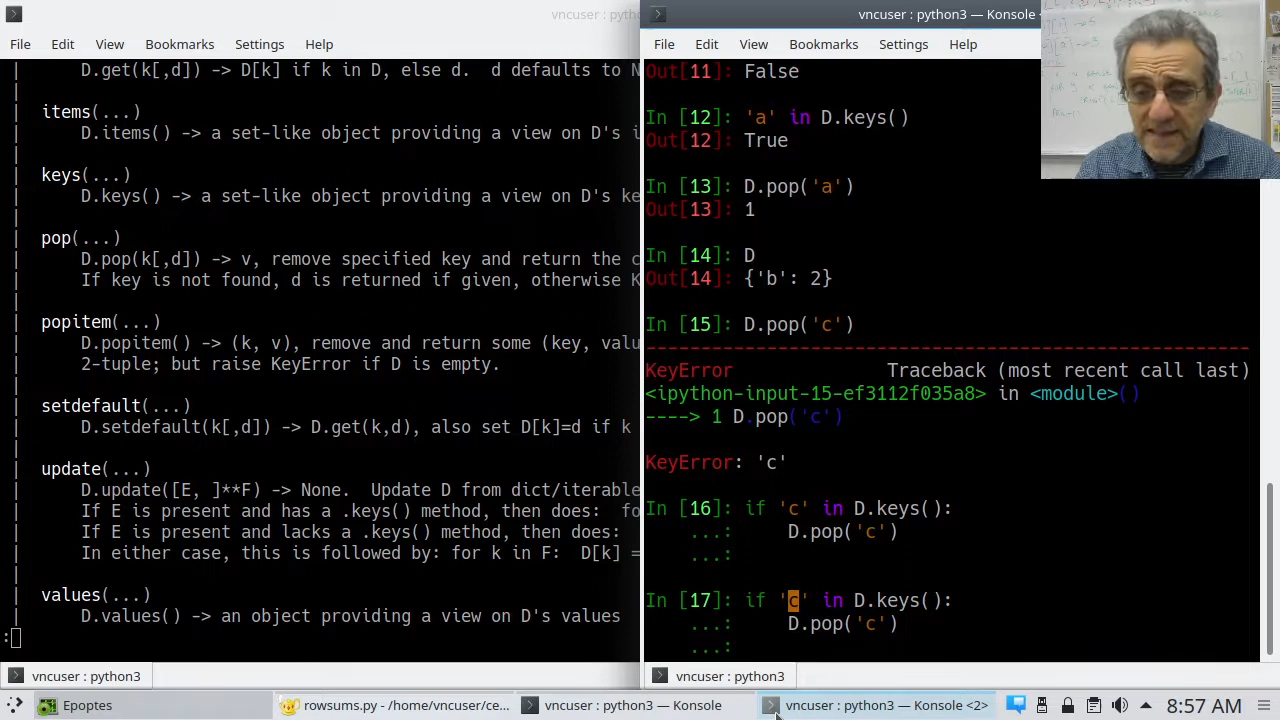 vncuser : pytho
File Edit View Bookmarks Settings Help
| D.get(k[,d]) -> D[k] if k in D, else d.  d defaults to N
|
| items(...)
| D.items() -> a set-like object providing a view on D's i
|
| keys(...)
| D.keys() -> a set-like object providing a view on D's ke
|
| pop(...)
| D.pop(k[,d]) -> v, remove specified key and return the c
| If key is not found, d is returned if given, otherwise K
|
| popitem(...)
| D.popitem() -> (k, v), remove and return some (key, valu
| 2-tuple; but raise KeyError if D is empty.
|
| setdefault(...)
| D.setdefault(k[,d]) -> D.get(k,d), also set D[k]=d if k
|
| update(...)
| D.update([E, ]**F) -> None.  Update D from dict/iterable
| If E is present and has a .keys() method, then does:  fo
| If E is present and lacks a .keys() method, then does:
| In either case, this is followed by: for k in F:  D[k] =
|
| values(...)
| D.values() -> an object providing a view on D's values
:
vncuser : python3
vncuser : python3 — Konsole
File Edit View Bookmarks Settings Help
Out[11]: False
In [12]: 'a' in D.keys()
Out[12]: True
In [13]: D.pop('a')
Out[13]: 1
In [14]: D
Out[14]: {'b': 2}
In [15]: D.pop('c')
---------------------------------------------------------------------------
KeyError Traceback (most recent call last)
<ipython-input-15-ef3112f035a8> in <module>()
----> 1 D.pop('c')
KeyError: 'c'
In [16]: if 'c' in D.keys():
...: D.pop('c')
...:
In [17]: if 'c' in D.keys():
...: D.pop('c')
...:
vncuser : python3
Epoptes
rowsums.py - /home/vncuser/ce...
vncuser : python3 — Konsole
vncuser : python3 — Konsole <2>
8:57 AM